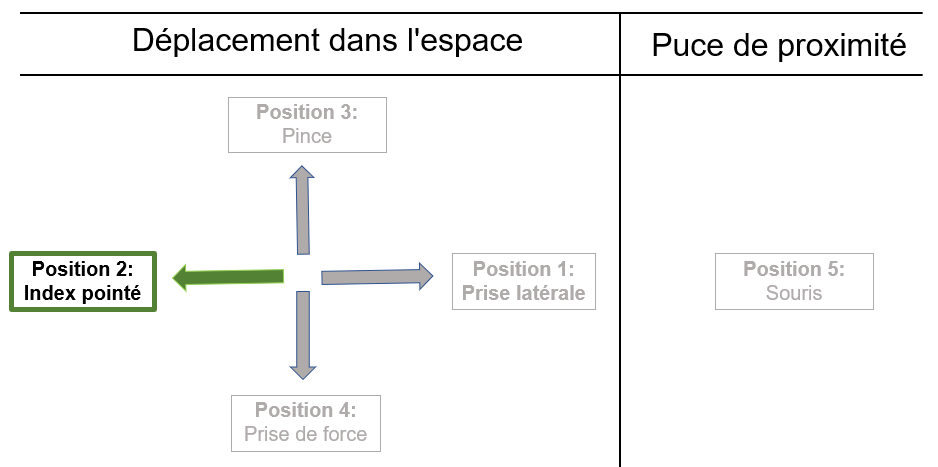 Déplacement dans l'espace
Puce de proximité
Position 3:
Pince
Position 2:
Index pointé
Position 1:
Prise latérale
Position 5:
Souris
Position 4:
Prise de force